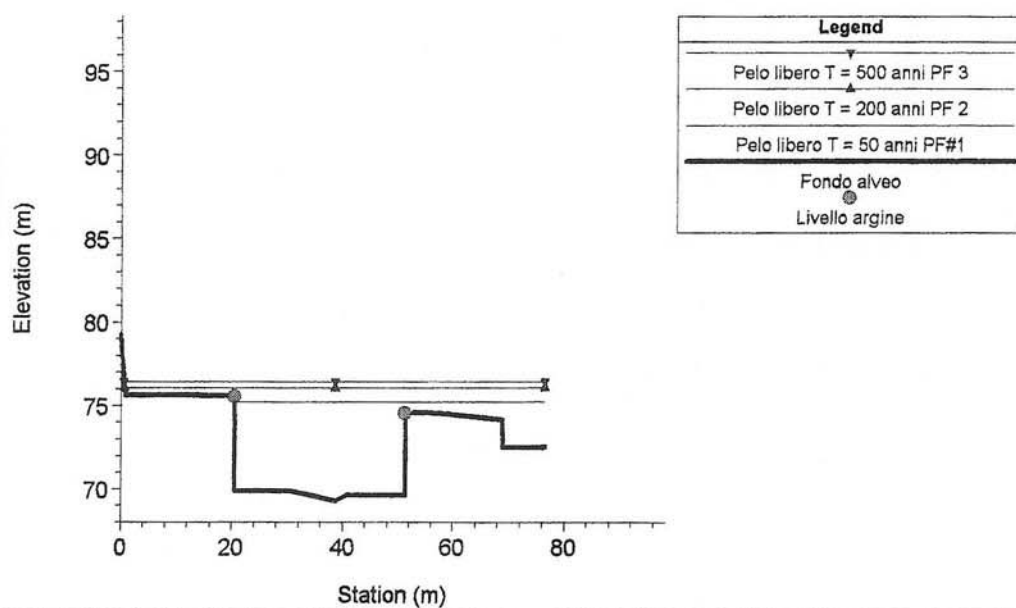 Legend
Pelo libero T = 500 anni PF 3
Pelo libero T = 200 anni PF 2
Pelo libero T = 50 anni PF#1
Fondo alveo
Livello argine
Elevation (m)
95
90
85
80
75
70
0 20 40 60 80
Station (m)